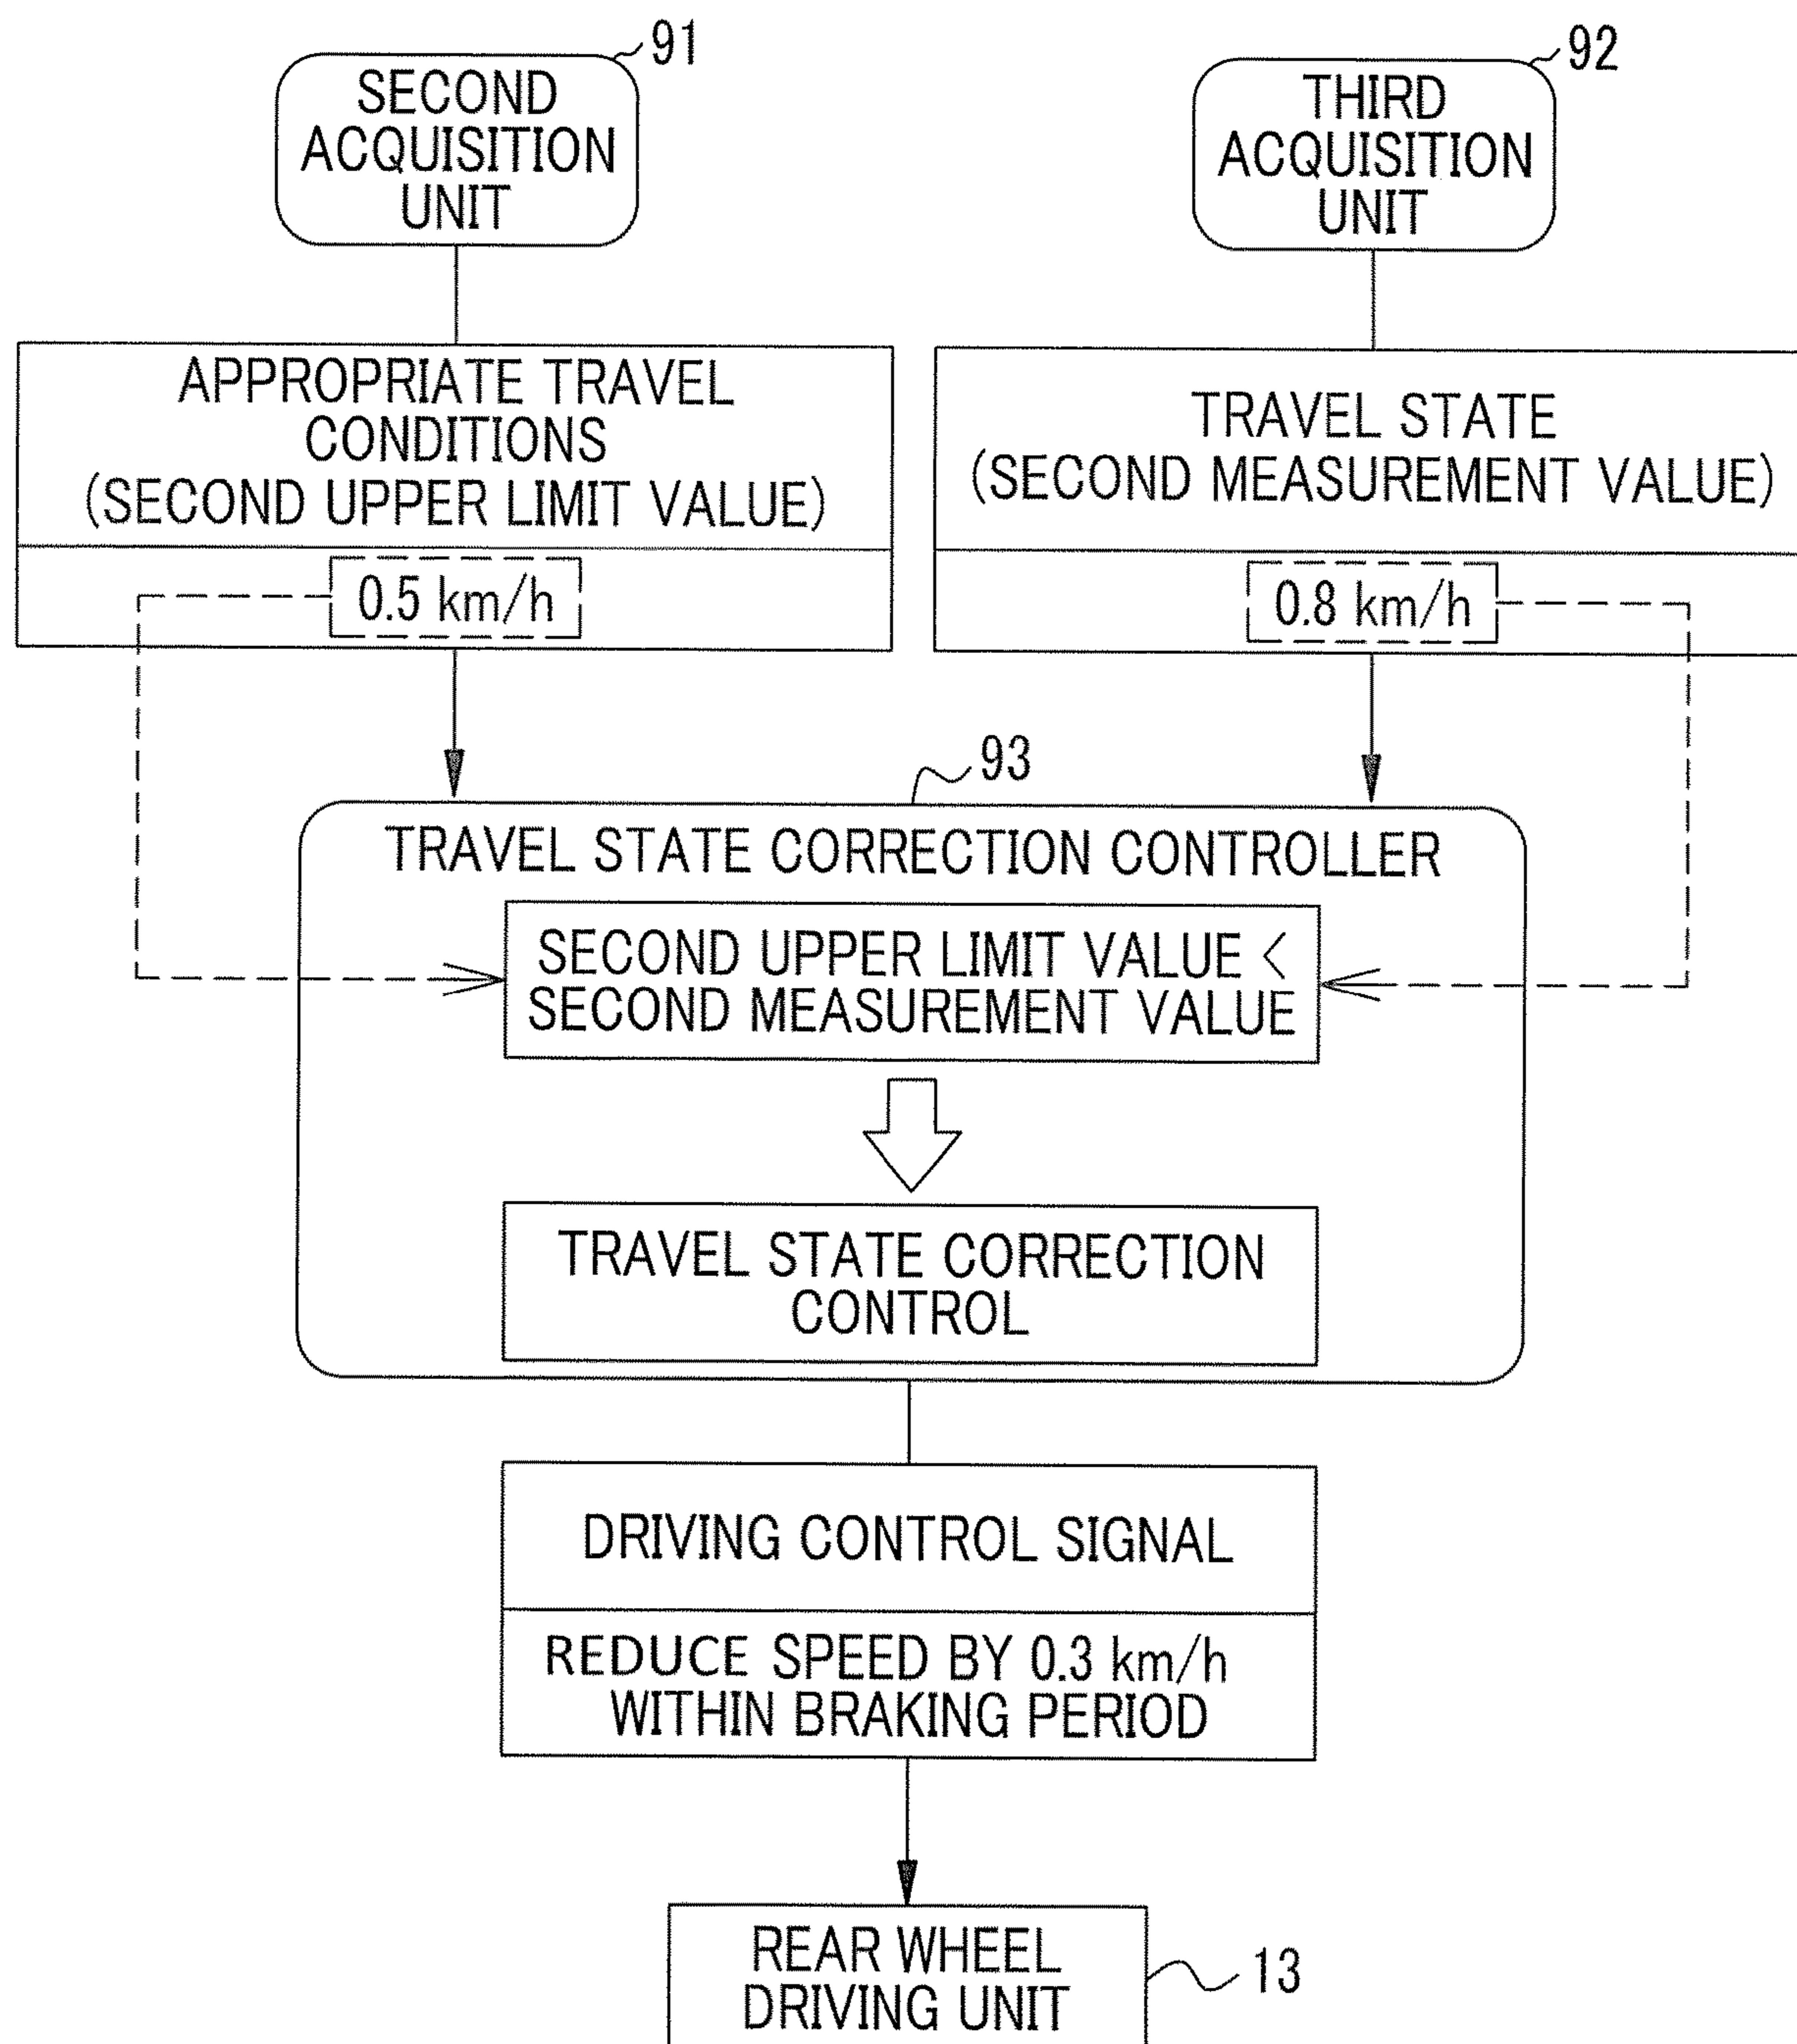 91
SECOND
ACQUISITION
UNIT
92
THIRD
ACQUISITION
UNIT
APPROPRIATE TRAVEL
CONDITIONS
(SECOND UPPER LIMIT VALUE)
0.5 km/h
TRAVEL STATE
(SECOND MEASUREMENT VALUE)
0.8 km/h
93
TRAVEL STATE CORRECTION CONTROLLER
SECOND UPPER LIMIT VALUE <
SECOND MEASUREMENT VALUE
TRAVEL STATE CORRECTION
CONTROL
DRIVING CONTROL SIGNAL
REDUCE SPEED BY 0.3 km/h
WITHIN BRAKING PERIOD
REAR WHEEL
DRIVING UNIT
13